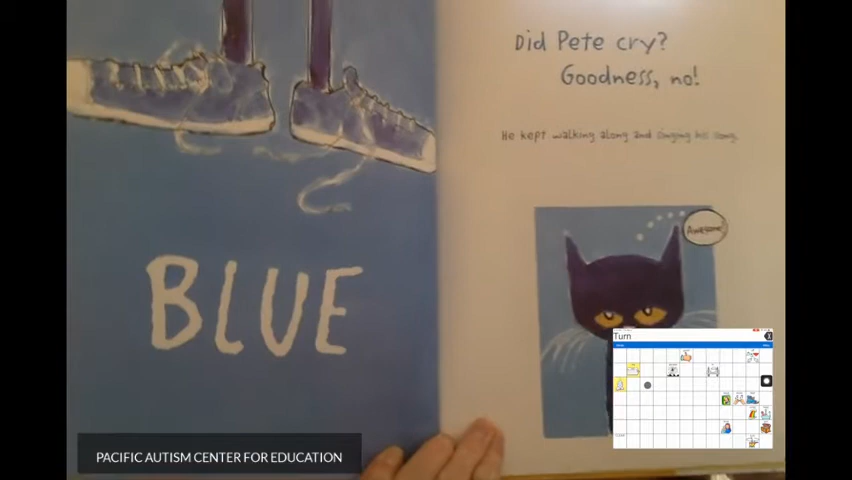 BLUE
Did Pete cry?
Goodness, no!
He kept walking along and singing his song.
Awesome!
Turn
PACIFIC AUTISM CENTER FOR EDUCATION